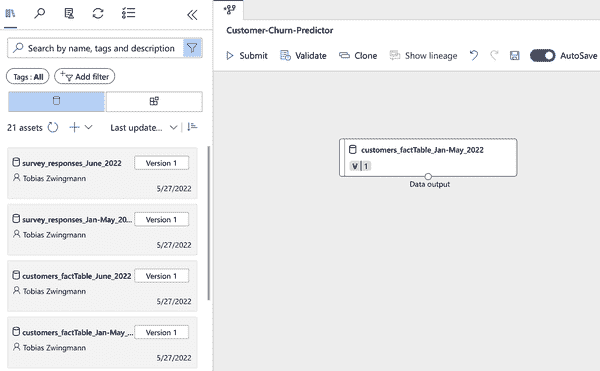 Search by name, tags and description
Tags : All
Add filter
21 assets
Last update...
survey_responses_June_2022
Version 1
Tobias Zwingmann
5/27/2022
survey_responses_Jan-May_20...
Version 1
Tobias Zwingmann
5/27/2022
customers_factTable_June_2022
Version 1
Tobias Zwingmann
5/27/2022
customers_factTable_Jan-May_...
Version 1
Tobias Zwingmann
5/27/2022
Customer-Churn-Predictor
Submit Validate Clone Show lineage AutoSave
customers_factTable_Jan-May_2022
v 1
Data output